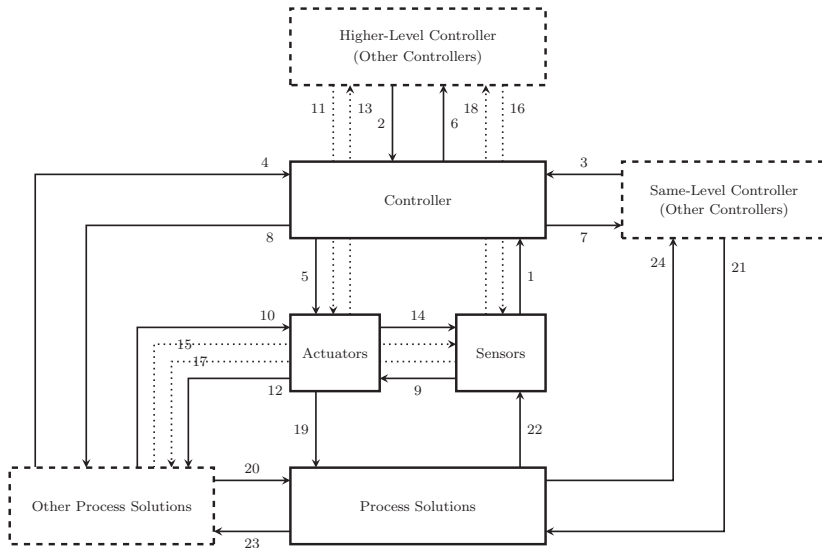 Higher-Level Controller
(Other Controllers)
11
13
2
6
18
16
4
3
Controller
Same-Level Controller
(Other Controllers)
8
7
5
1
24
21
10
14
15
17
Actuators
Sensors
12
9
19
22
20
Other Process Solutions
Process Solutions
23